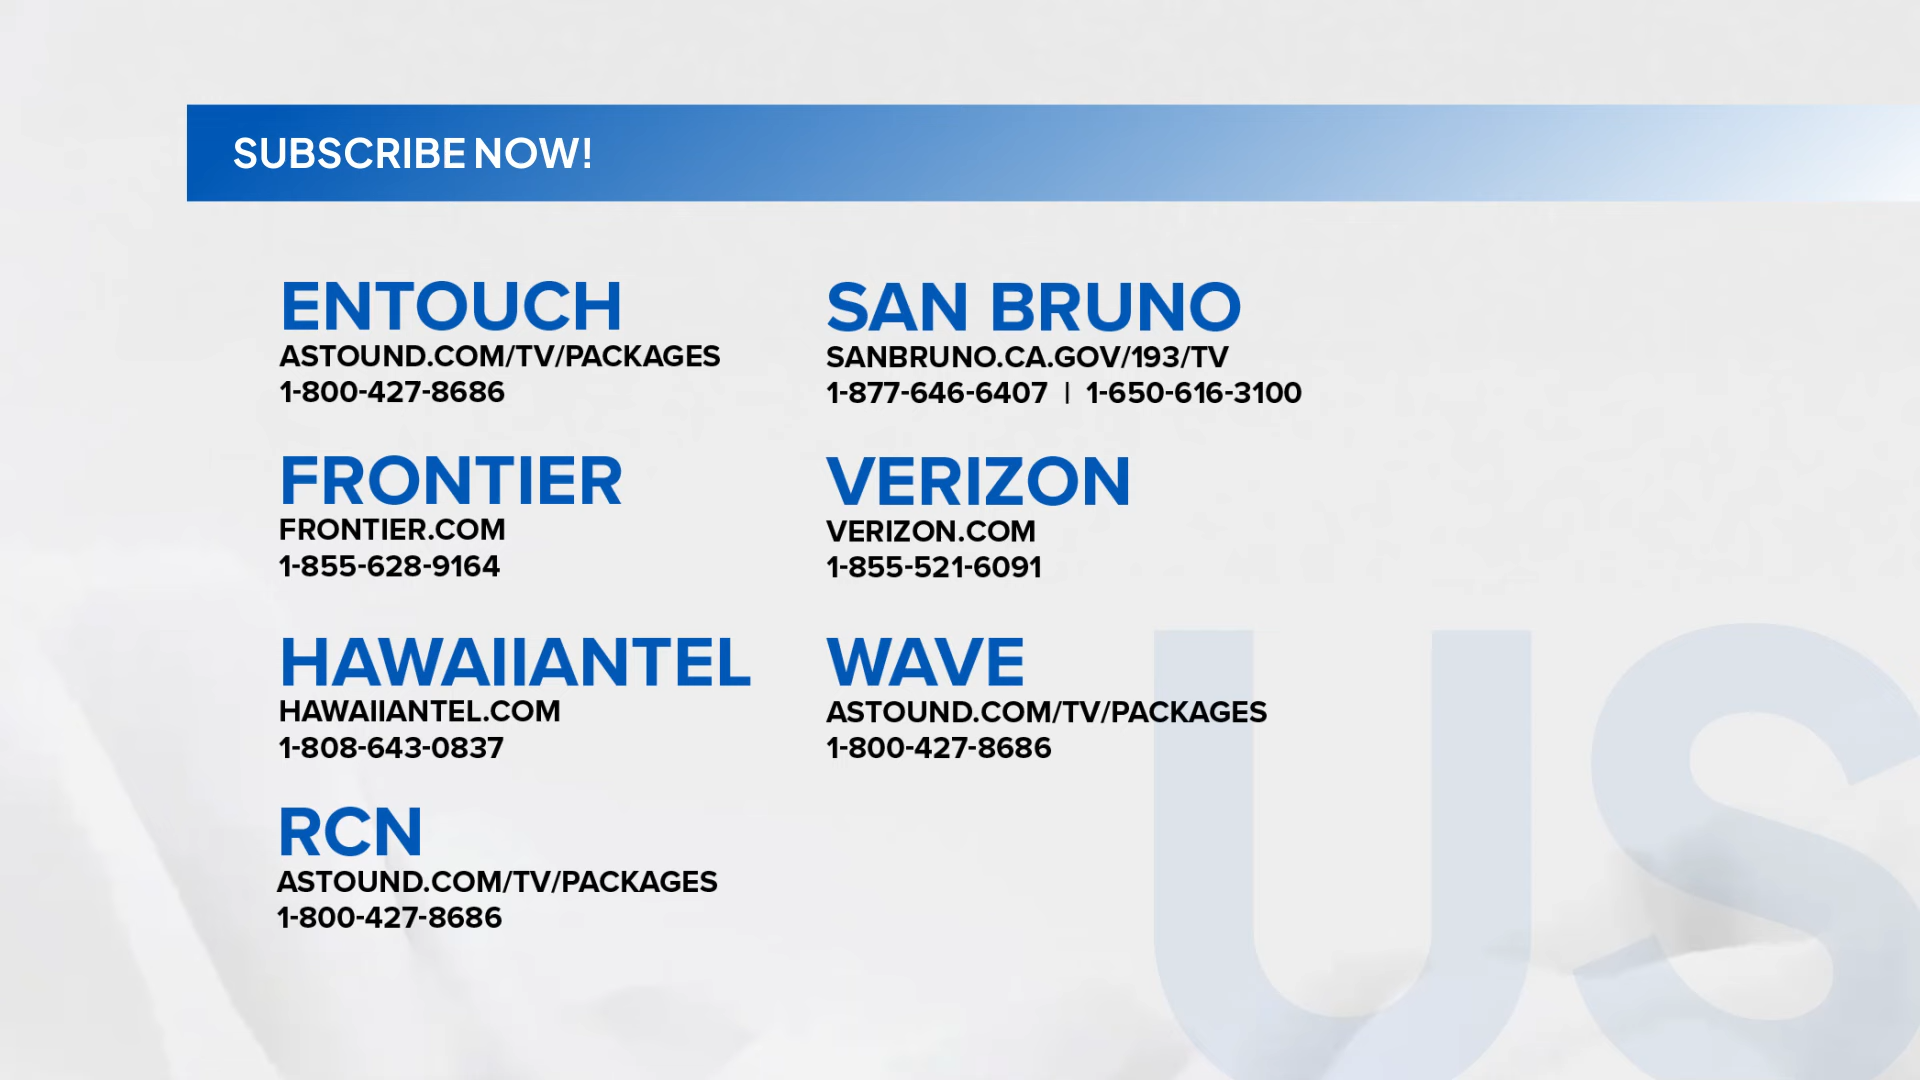 SUBSCRIBE NOW!
ENTOUCH
ASTOUND.COM/TV/PACKAGES
1-800-427-8686
FRONTIER
FRONTIER.COM
1-855-628-9164
HAWAIIANTEL
HAWAIIANTEL.COM
1-808-643-0837
RCN
ASTOUND.COM/TV/PACKAGES
1-800-427-8686
SAN BRUNO
SANBRUNO.CA.GOV/193/TV
1-877-646-6407 | 1-650-616-3100
VERIZON
VERIZON.COM
1-855-521-6091
WAVE
ASTOUND.COM/TV/PACKAGES
1-800-427-8686
US